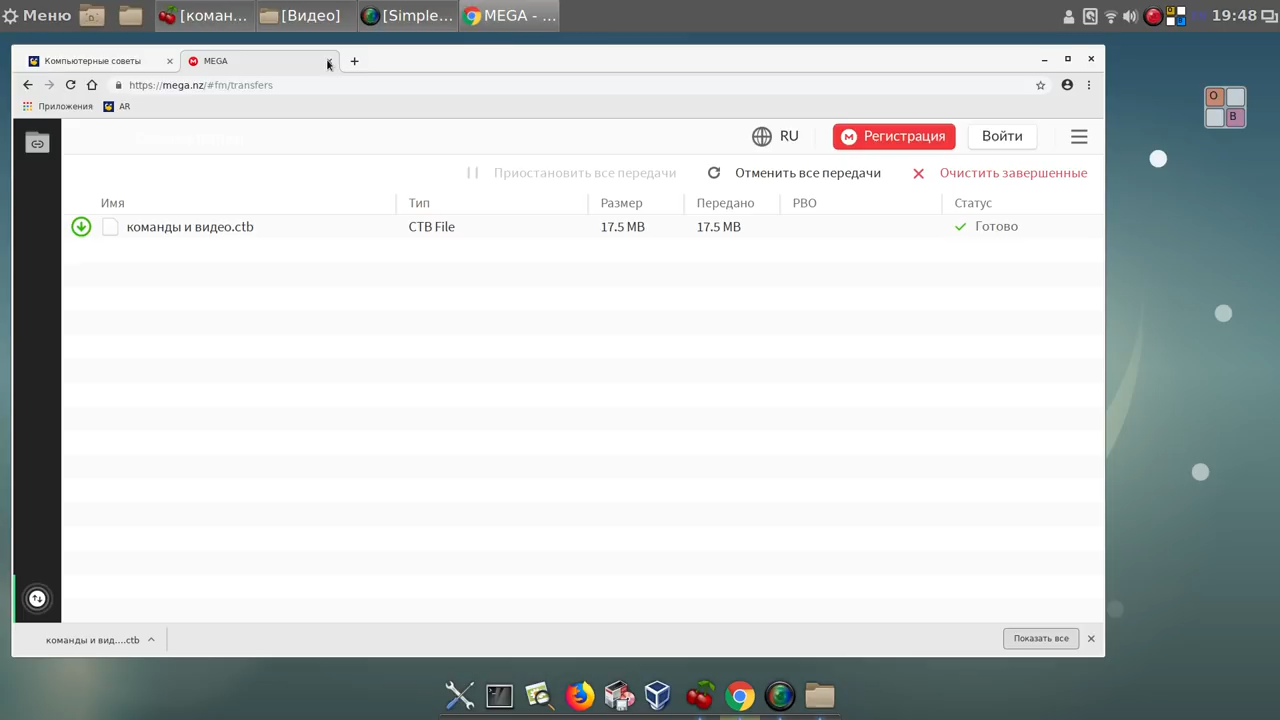 Меню
[коман...
[Видео]
[Simple...
MEGA - ...
19:48
Компьютерные советы
MEGA
https://mega.nz/#fm/transfers
Приложения
AR
RU
Регистрация
Войти
Приостановить все передачи
Отменить все передачи
Очистить завершенные
Имя
Тип
Размер
Передано
РВО
Статус
команды и видео.ctb
CTB File
17.5 MB
17.5 MB
Готово
команды и вид....ctb
Показать все
O
B